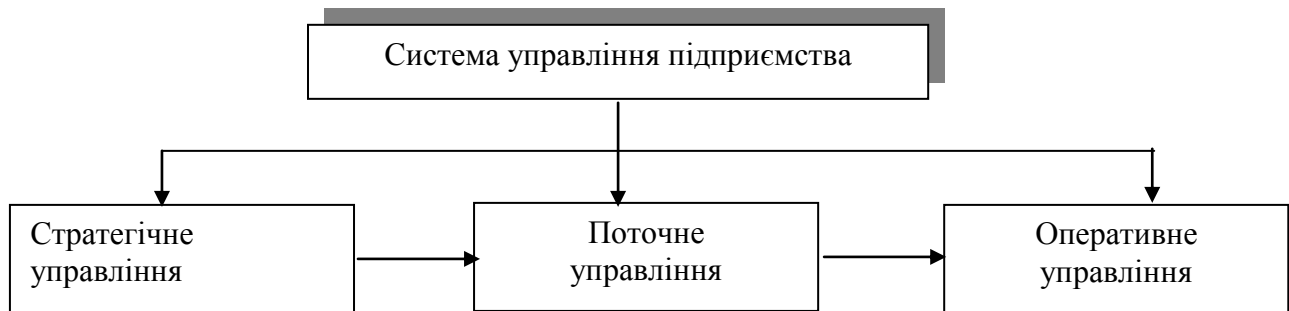 Система управління підприємства
Стратегічне
управління
Поточне
управління
Оперативне
управління